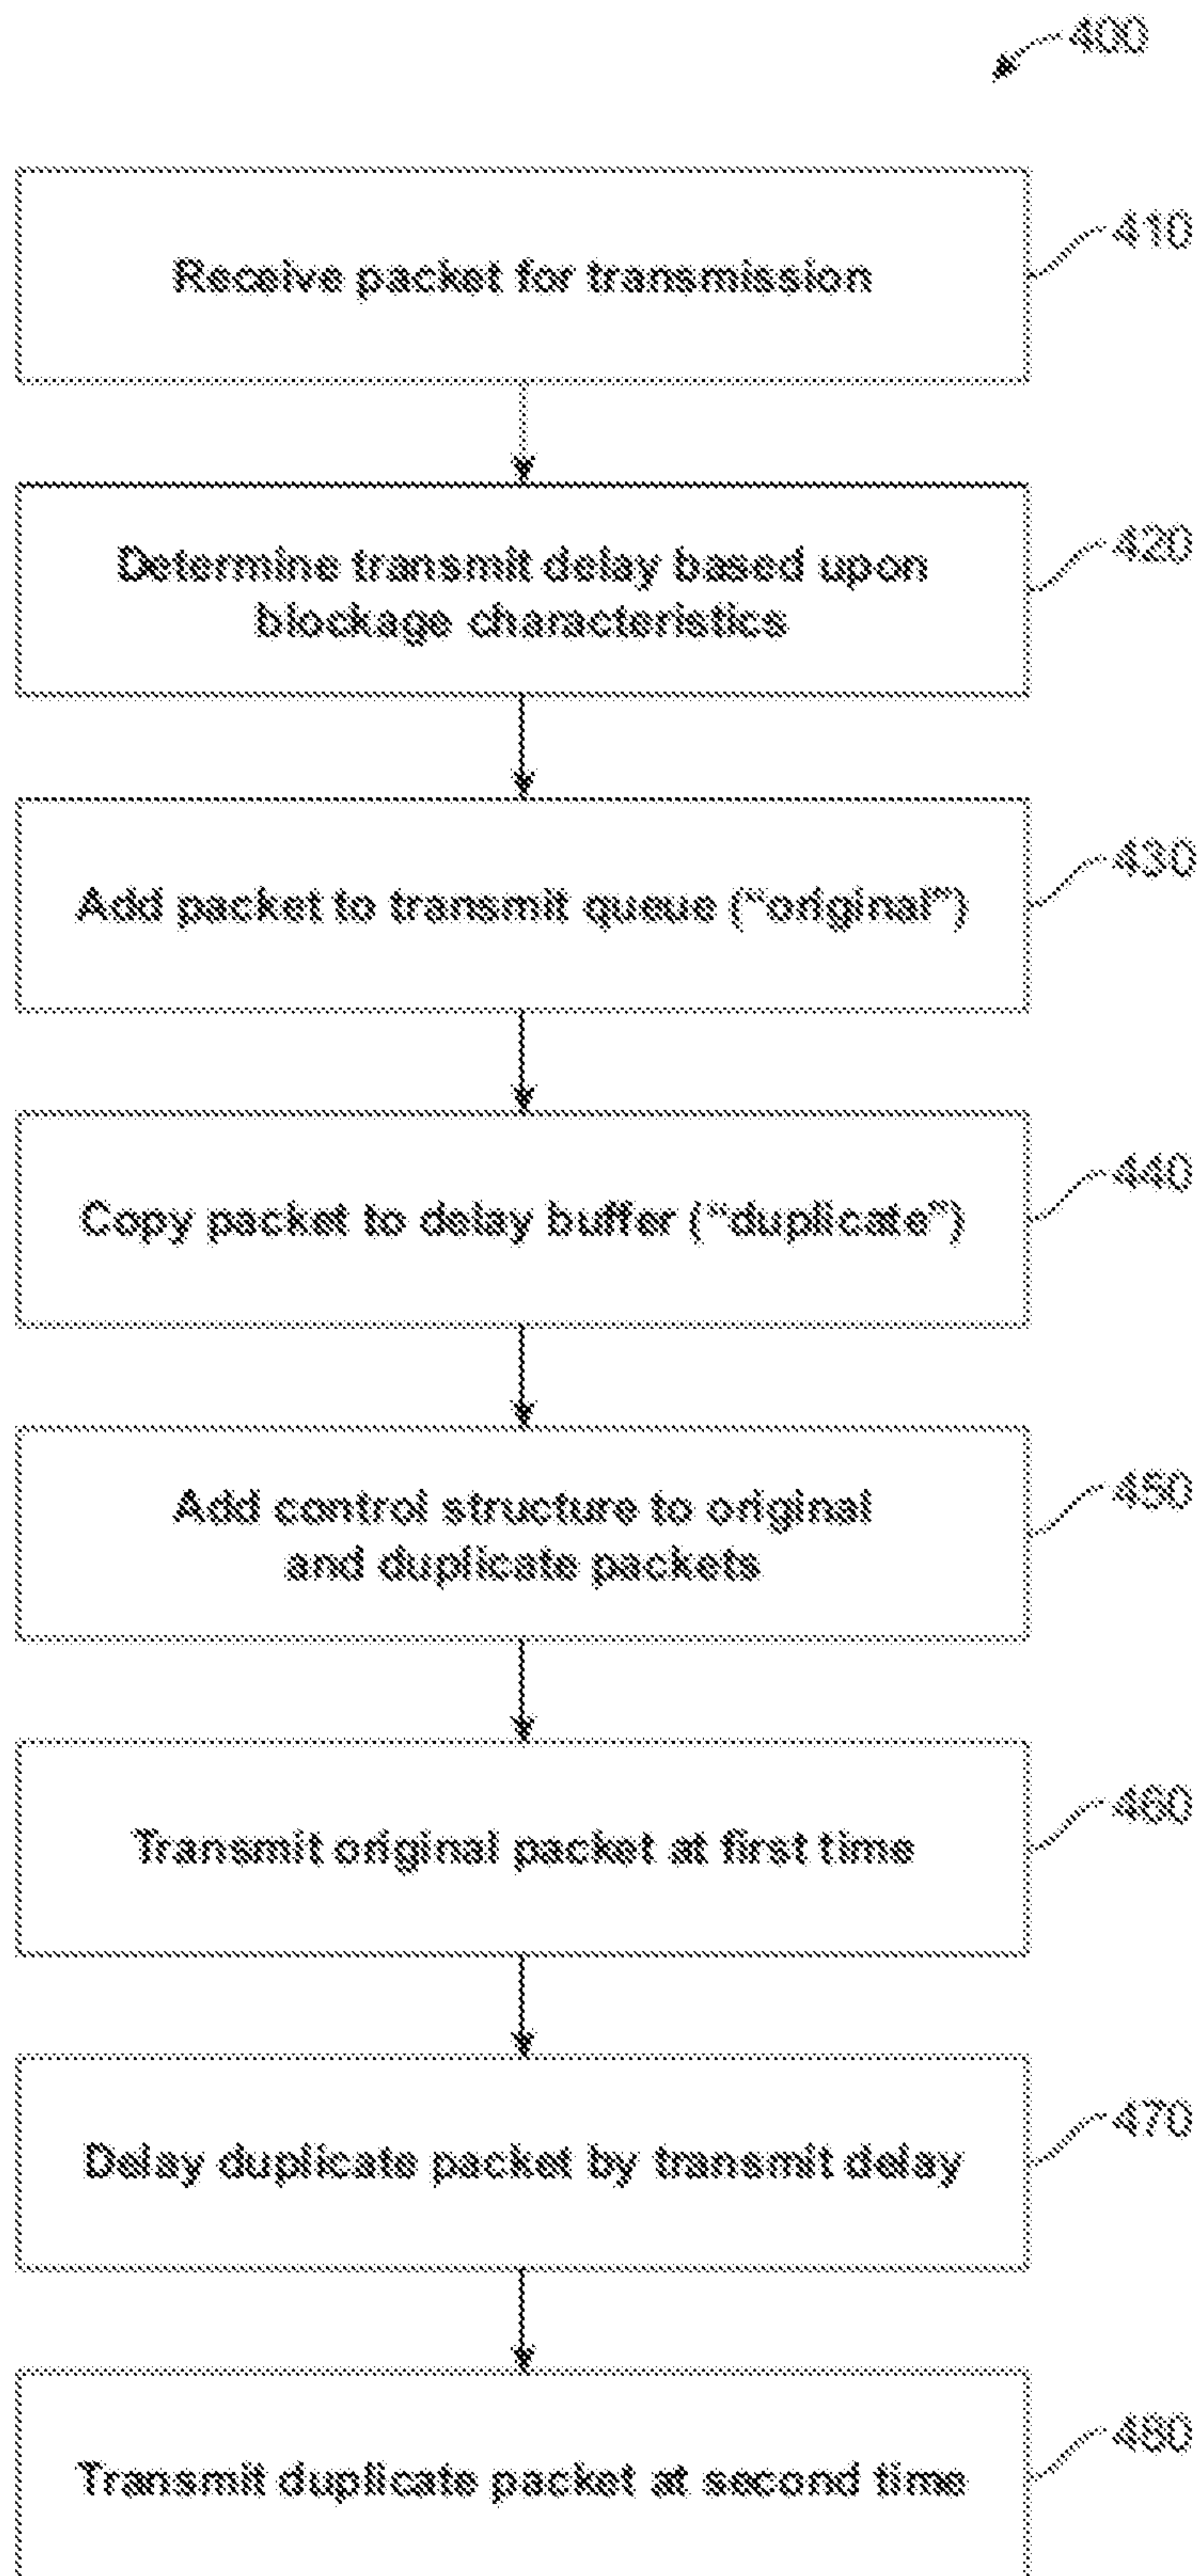 400
Receive packet for transmission
410
Determine transmit delay based upon
blockage characteristics
420
Add packet to transmit queue (“original”)
430
Copy packet to delay buffer (“duplicate”)
440
Add control structure to original
and duplicate packets
450
Transmit original packet at first time
460
Delay duplicate packet by transmit delay
470
Transmit duplicate packet at second time
480